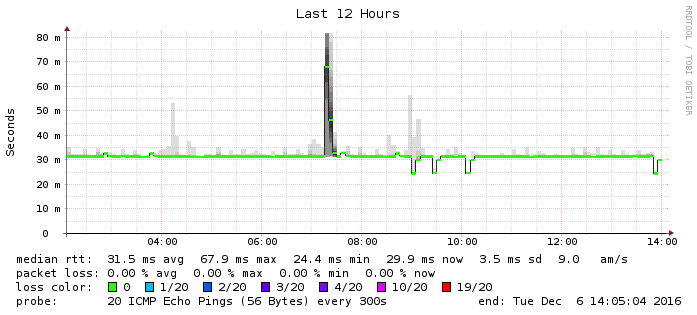 Last 12 Hours
RRDTOOL / TOBI OETIKER
Seconds
80 m
70 m
60 m
50 m
40 m
30 m
20 m
10 m
0
04:00 06:00 08:00 10:00 12:00 14:00
median rtt: 31.5 ms avg 67.9 ms max 24.4 ms min 29.9 ms now 3.5 ms sd 9.0 am/s
packet loss: 0.00 % avg 0.00 % max 0.00 % min 0.00 % now
loss color: 0 1/20 2/20 3/20 4/20 10/20 19/20
probe: 20 ICMP Echo Pings (56 Bytes) every 300s end: Tue Dec 6 14:05:04 2016